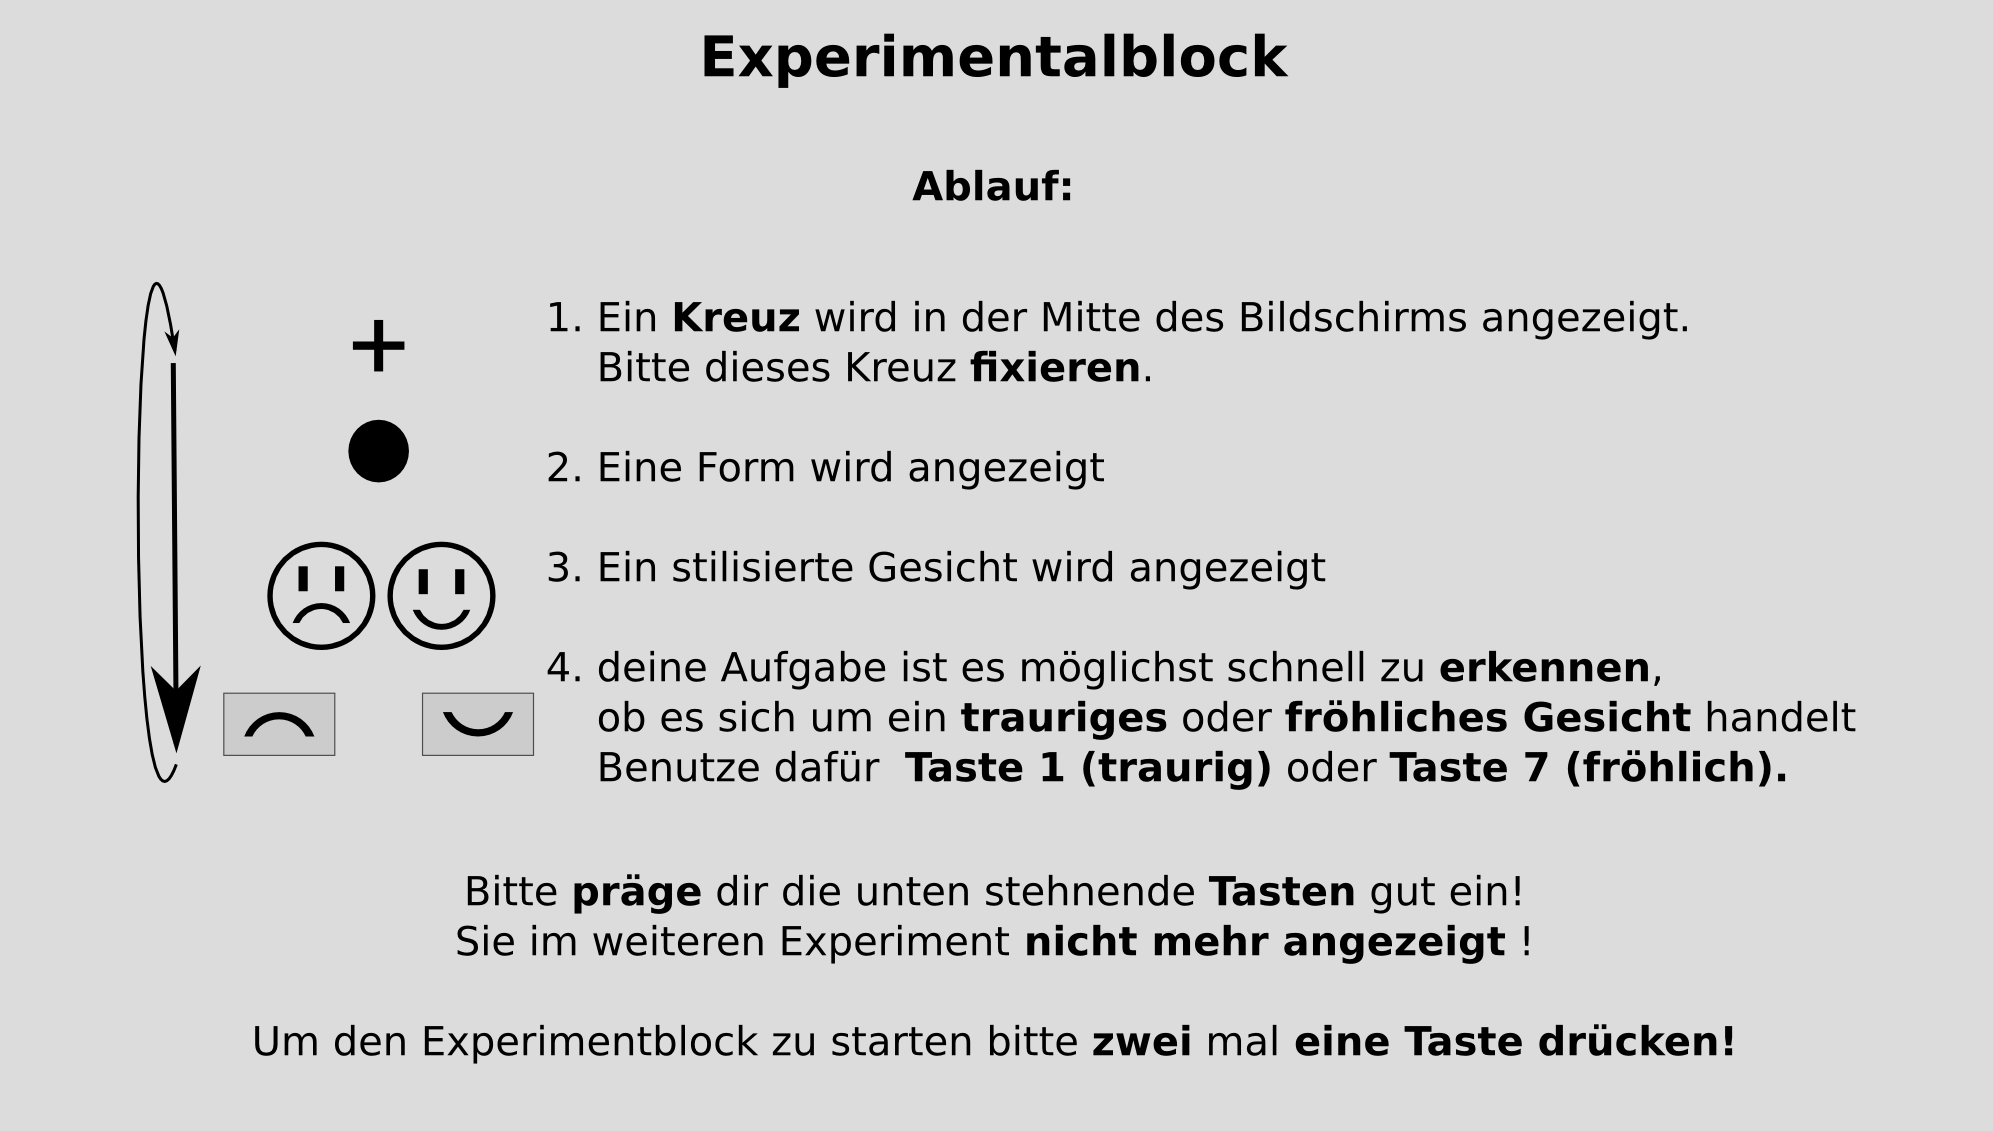 Experimentalblock
Ablauf:
1. Ein Kreuz wird in der Mitte des Bildschirms angezeigt.
Bitte dieses Kreuz fixieren.
2. Eine Form wird angezeigt
3. Ein stilisierte Gesicht wird angezeigt
4. deine Aufgabe ist es möglichst schnell zu erkennen,
ob es sich um ein trauriges oder fröhliches Gesicht handelt
Benutze dafür  Taste 1 (traurig) oder Taste 7 (fröhlich).
Bitte präge dir die unten stehnende Tasten gut ein!
Sie im weiteren Experiment nicht mehr angezeigt !
Um den Experimentblock zu starten bitte zwei mal eine Taste drücken!